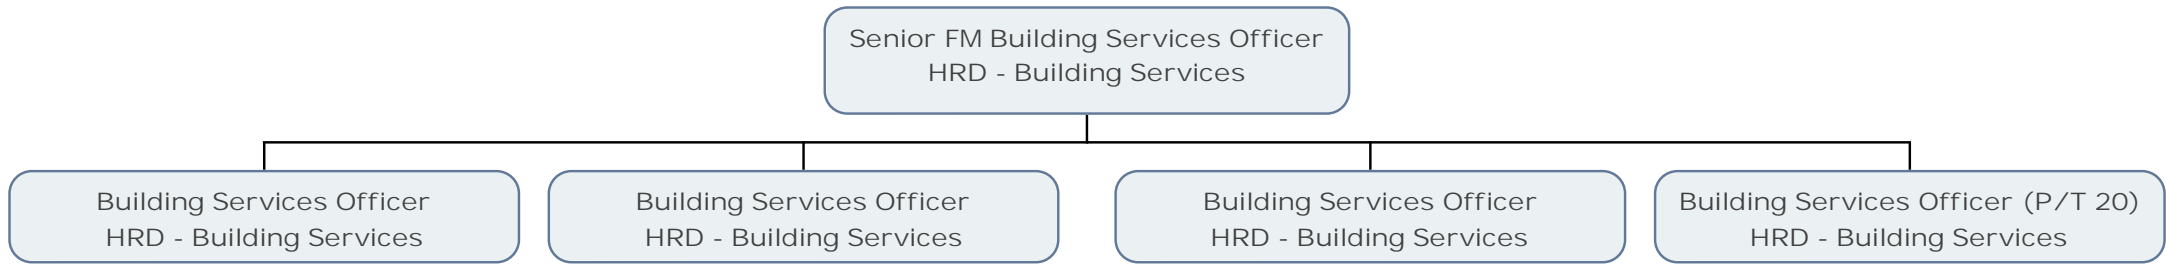 Senior FM Building Services Officer
HRD - Building Services
Building Services Officer
HRD - Building Services
Building Services Officer
HRD - Building Services
Building Services Officer
HRD - Building Services
Building Services Officer (P/T 20)
HRD - Building Services